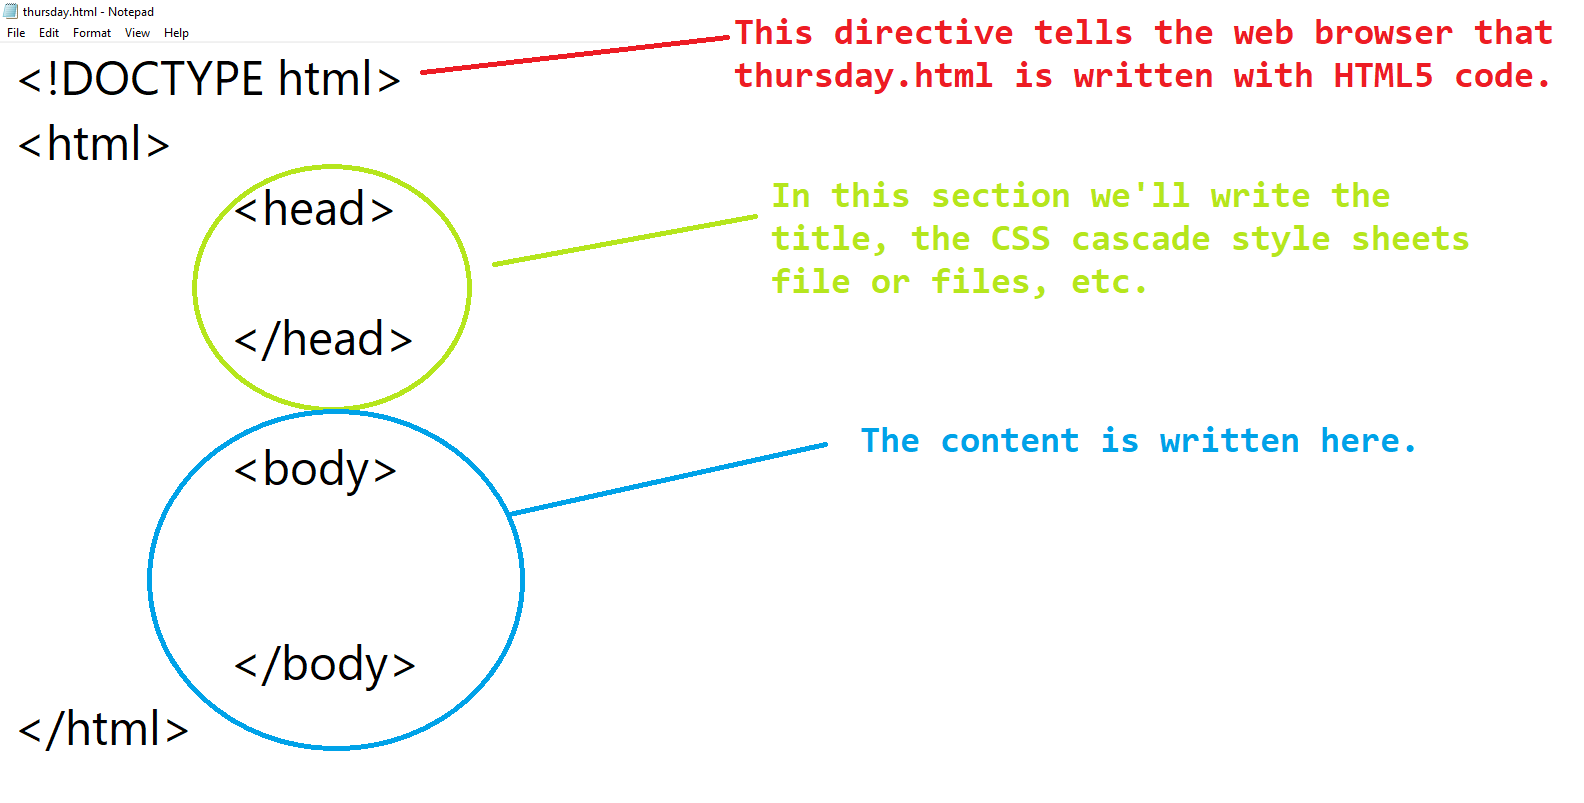 thursday.html - Notepad
File Edit Format View Help
<!DOCTYPE html>
This directive tells the web browser that
thursday.html is written with HTML5 code.
<html>
<head>
In this section we'll write the
title, the CSS cascade style sheets
file or files, etc.
</head>
<body>
The content is written here.
</body>
</html>